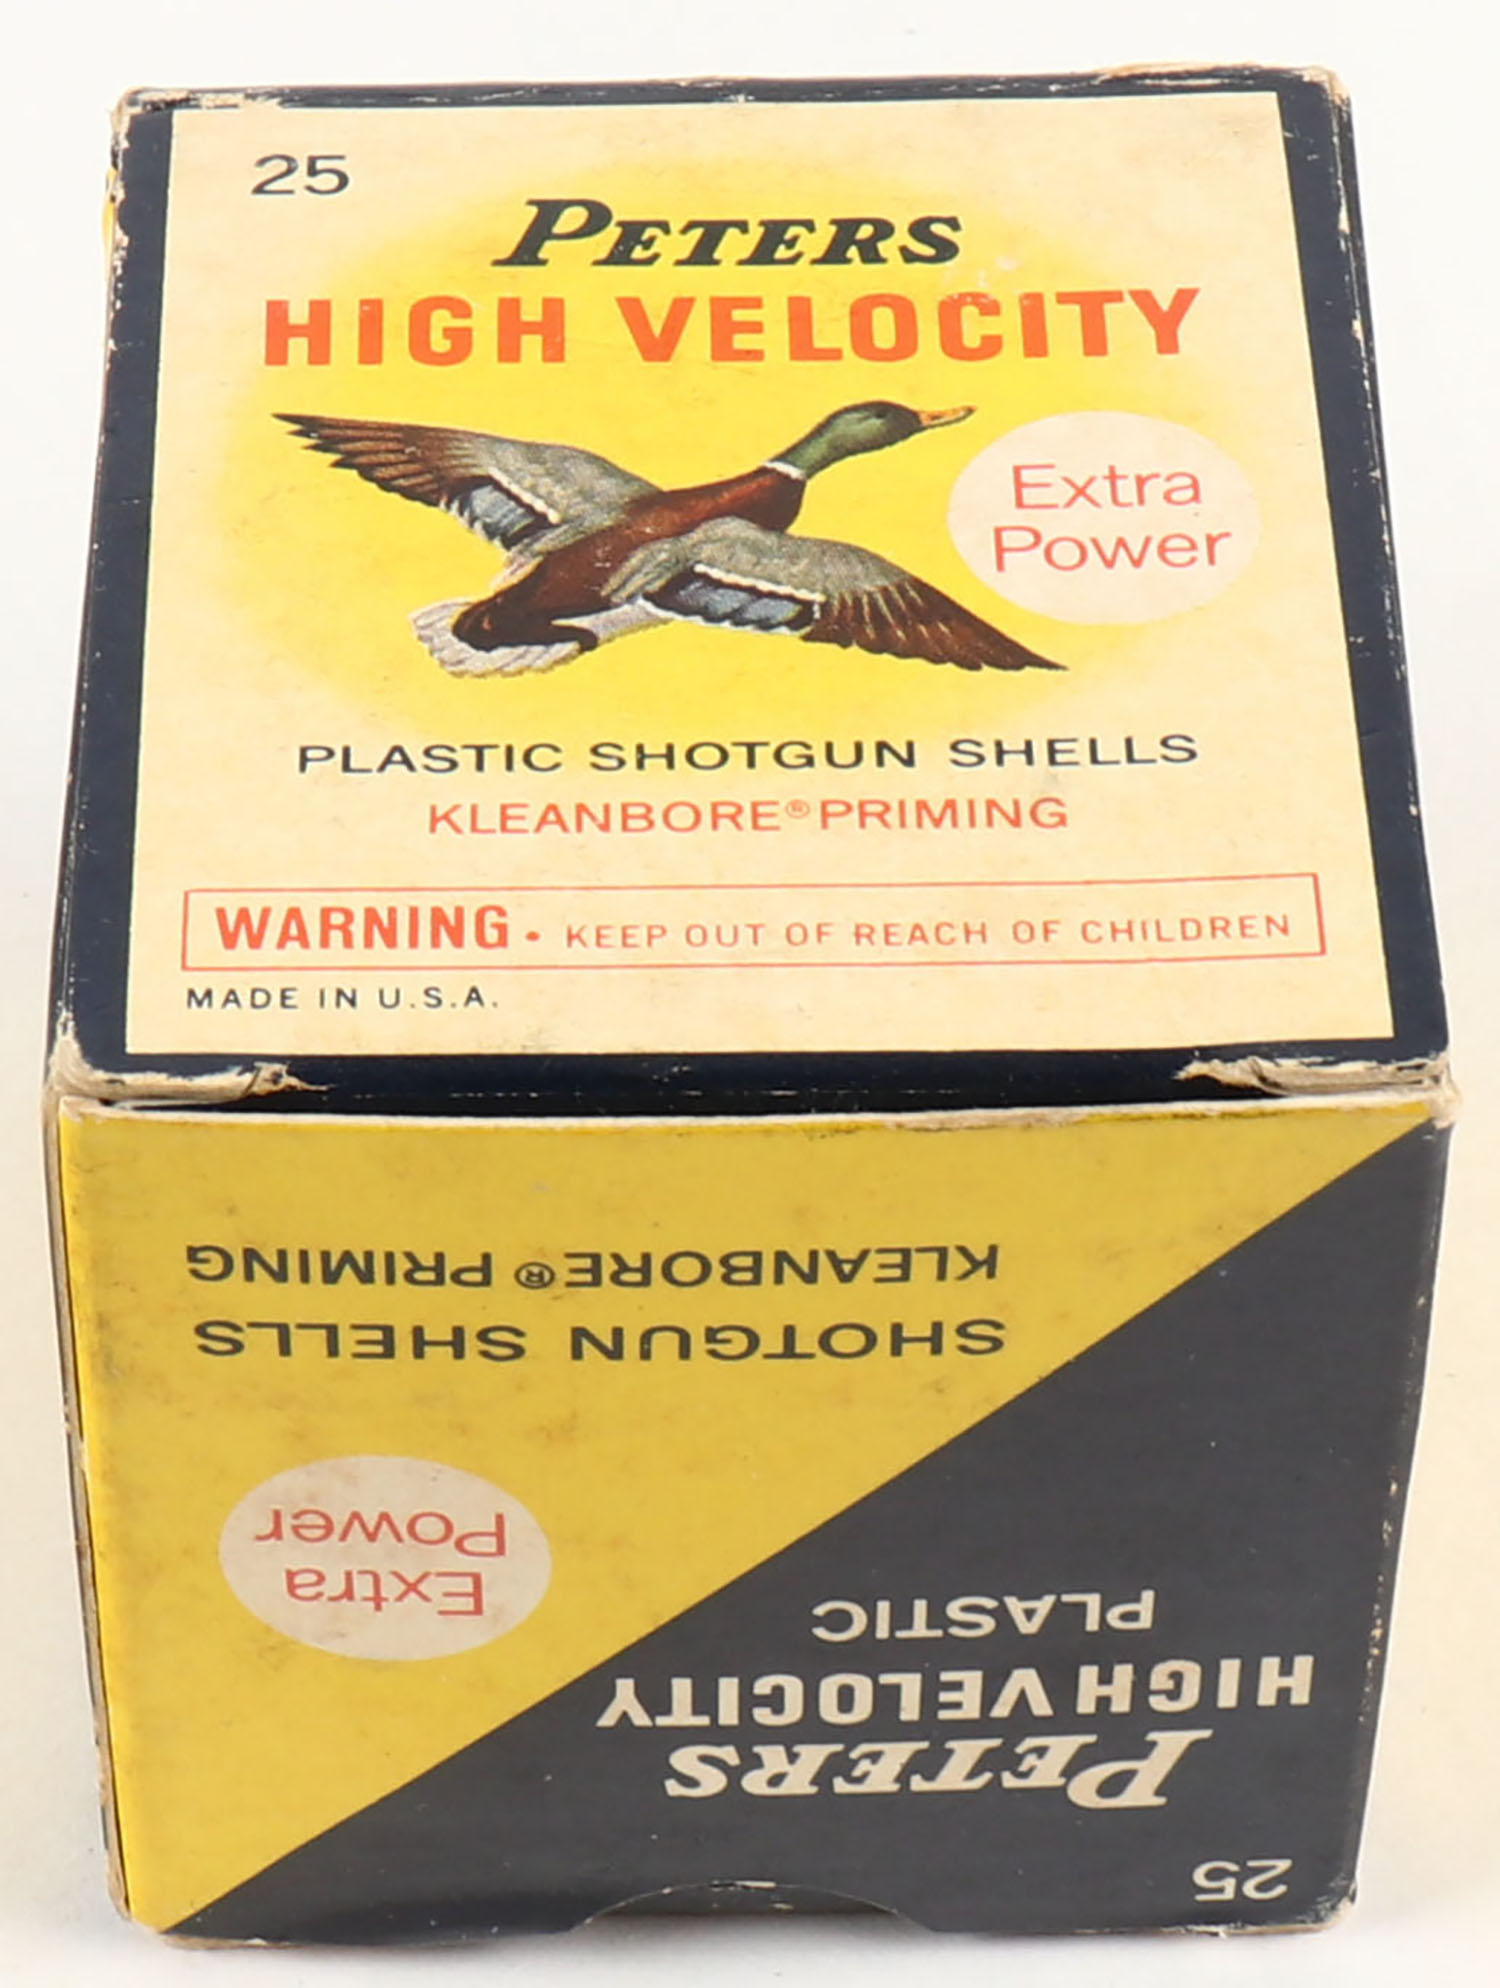 25
PETERS
HIGH VELOCITY
Extra
Power
PLASTIC SHOTGUN SHELLS
KLEANBORE® PRIMING
WARNING • KEEP OUT OF REACH OF CHILDREN
MADE IN U.S.A.
25
PETERS
HIGH VELOCITY
PLASTIC
Extra
Power
SHOTGUN SHELLS
KLEANBORE® PRIMING